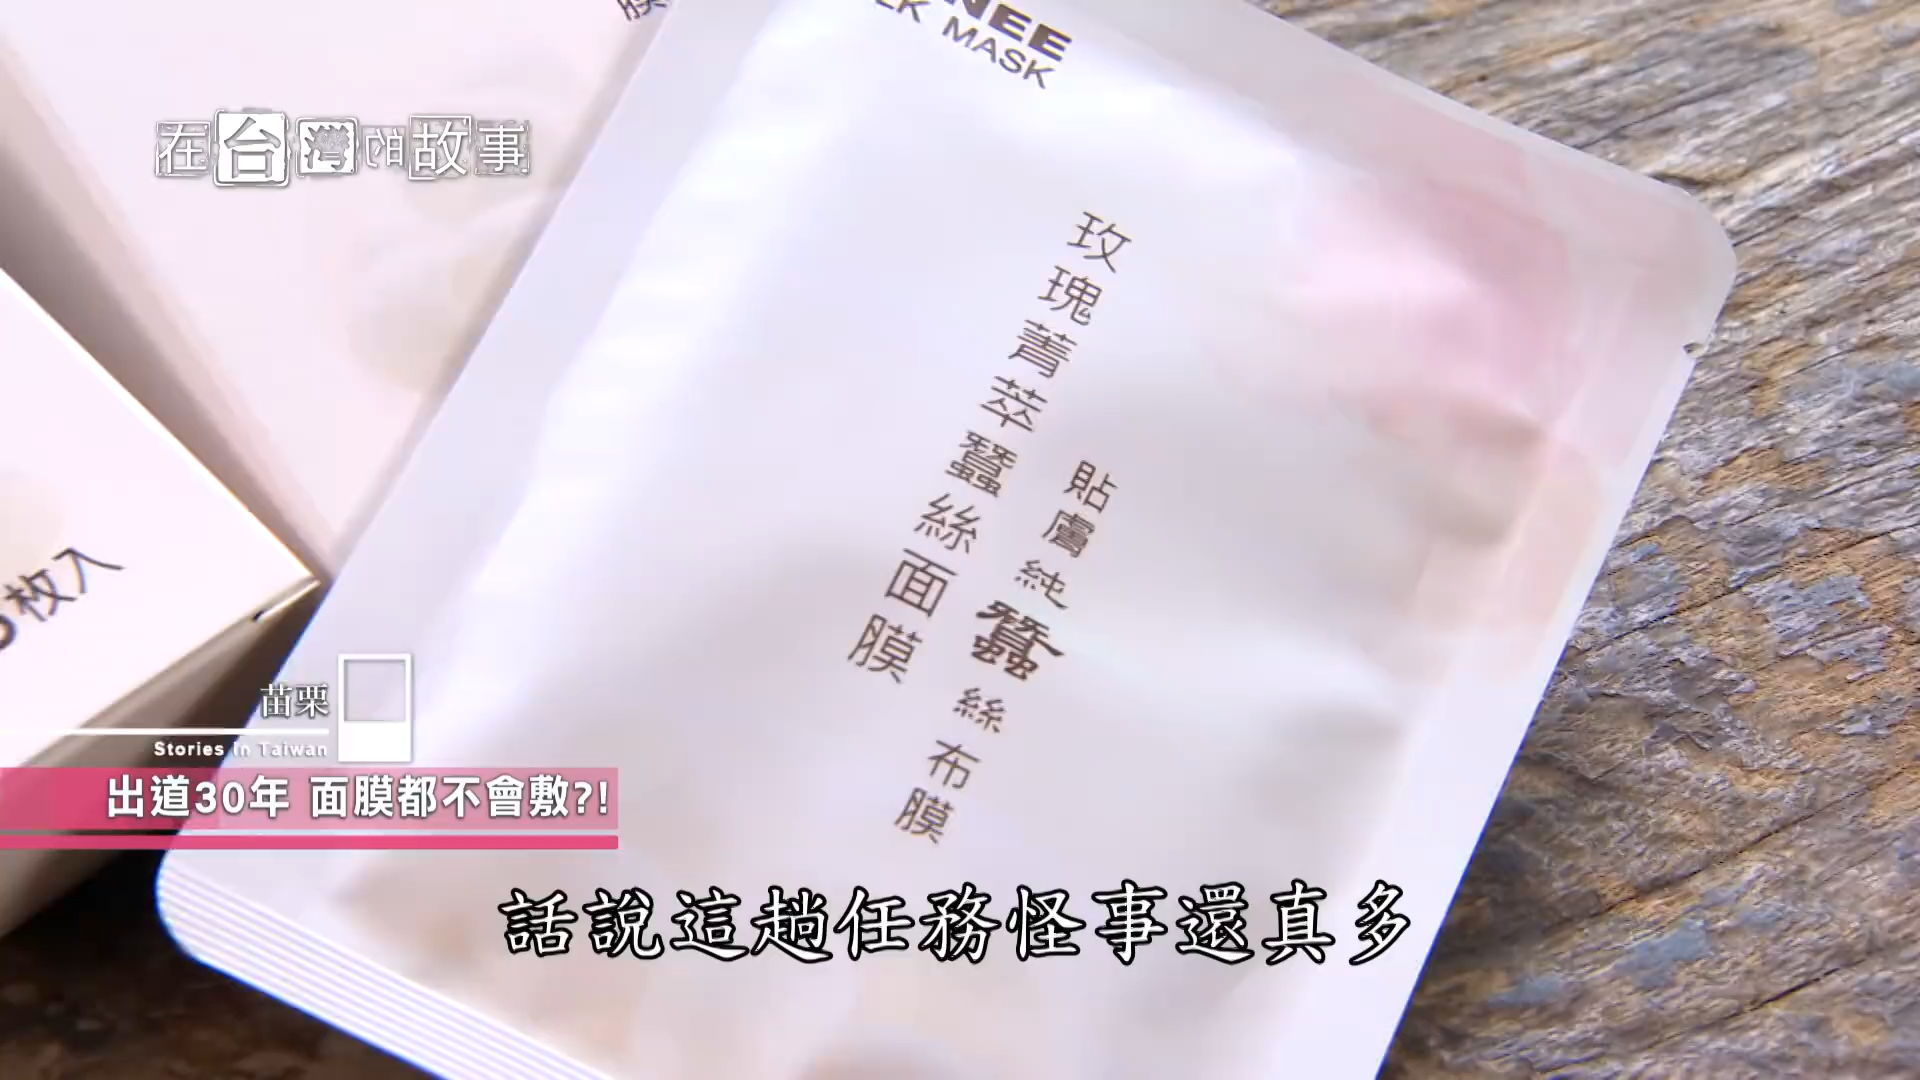 NEE
LK MASK
在台灣的故事
玫瑰菁萃蠶絲面膜
貼膚純蠶絲布膜
枚入
苗栗
Stories in Taiwan
出道30年 面膜都不會敷?!
話說這趟任務怪事還真多